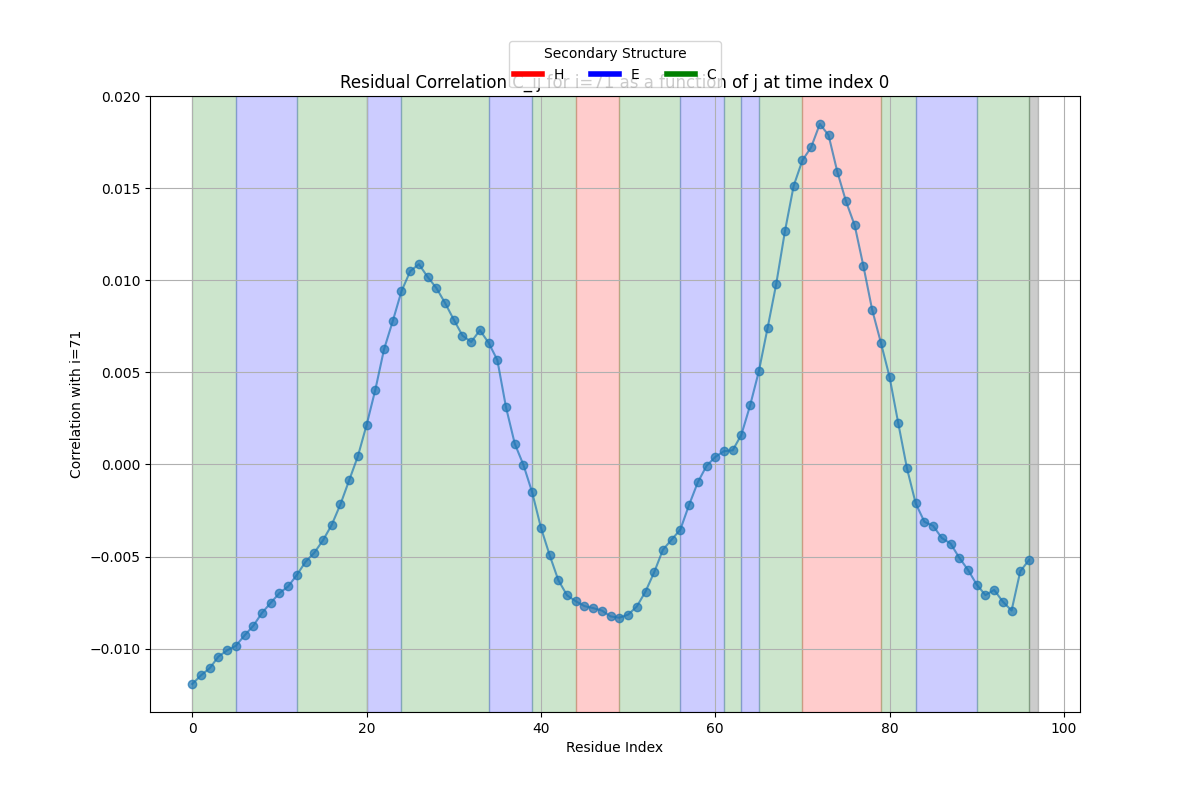 Secondary Structure
H E C
Residual Correlation C_ij for i=71 as a function of j at time index 0
0.020
0.015
0.010
0.005
0.000
−0.005
−0.010
Correlation with i=71
0 20 40 60 80 100
Residue Index